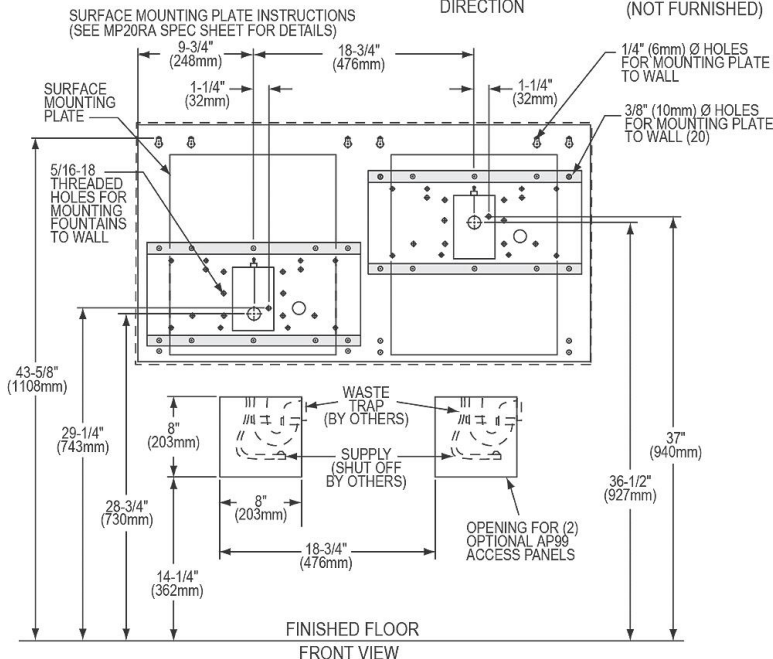 DIRECTION
(NOT FURNISHED)
SURFACE MOUNTING PLATE INSTRUCTIONS
(SEE MP20RA SPEC SHEET FOR DETAILS)
9-3/4"
(248mm)
18-3/4"
(476mm)
1-1/4"
(32mm)
1-1/4"
(32mm)
1/4" (6mm) Ø HOLES
FOR MOUNTING PLATE
TO WALL
3/8" (10mm) Ø HOLES
FOR MOUNTING PLATE
TO WALL (20)
SURFACE
MOUNTING
PLATE
5/16-18
THREADED
HOLES FOR
MOUNTING
FOUNTAINS
TO WALL
43-5/8"
(1108mm)
29-1/4"
(743mm)
28-3/4"
(730mm)
8"
(203mm)
8"
(203mm)
14-1/4"
(362mm)
18-3/4"
(476mm)
WASTE
TRAP
(BY OTHERS)
SUPPLY
(SHUT OFF
BY OTHERS)
37"
(940mm)
36-1/2"
(927mm)
OPENING FOR (2)
OPTIONAL AP99
ACCESS PANELS
FINISHED FLOOR
FRONT VIEW